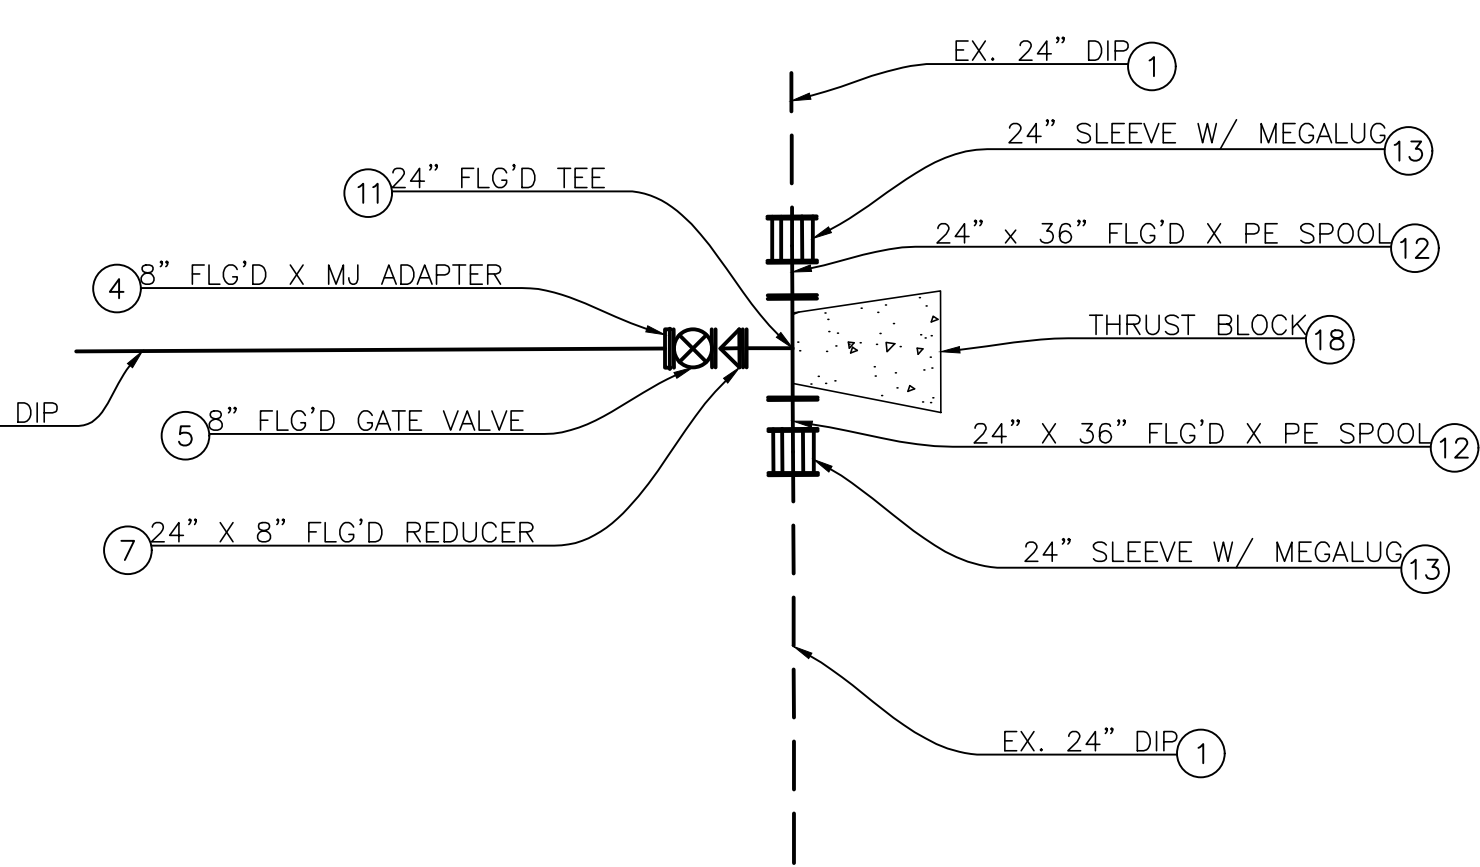 EX. 24” DIP 1
24” SLEEVE W/ MEGALUG 13
11 24” FLG'D TEE
24” x 36” FLG'D X PE SPOOL 12
4 8” FLG'D X MJ ADAPTER
THRUST BLOCK 18
DIP
5 8” FLG'D GATE VALVE
24” X 36” FLG'D X PE SPOOL 12
7 24” X 8” FLG'D REDUCER
24” SLEEVE W/ MEGALUG 13
EX. 24” DIP 1